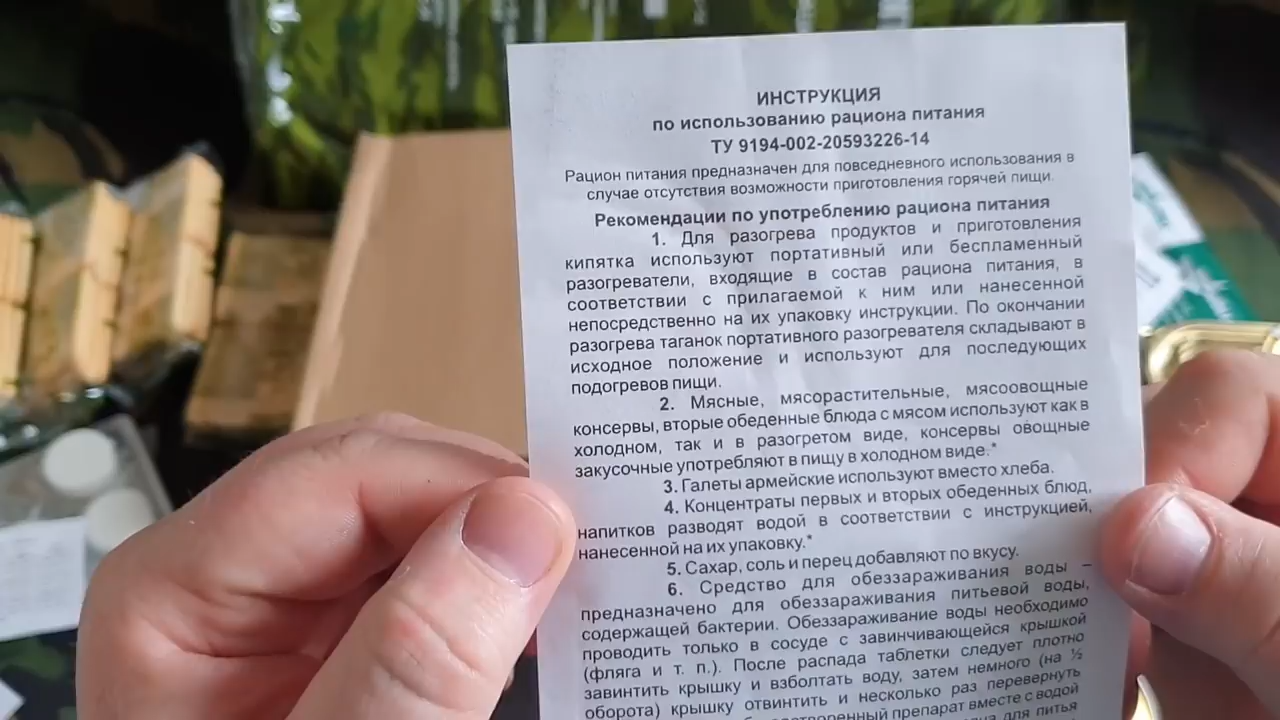 ИНСТРУКЦИЯ
по использованию рациона питания
ТУ 9194-002-20593226-14
Рацион питания предназначен для повседневного использования в
случае отсутствия возможности приготовления горячей пищи.
Рекомендации по употреблению рациона питания
1. Для разогрева продуктов и приготовления
кипятка используют портативный или беспламенный
разогреватели, входящие в состав рациона питания, в
соответствии с прилагаемой к ним или нанесенной
непосредственно на их упаковку инструкции. По окончании
разогрева таганок портативного разогревателя складывают в
исходное положение и используют для последующих
подогревов пищи.
2. Мясные, мясорастительные, мясоовощные
консервы, вторые обеденные блюда с мясом используют как в
холодном, так и в разогретом виде, консервы овощные
закусочные употребляют в пищу в холодном виде.*
3. Галеты армейские используют вместо хлеба.
4. Концентраты первых и вторых обеденных блюд,
напитков разводят водой в соответствии с инструкцией,
нанесенной на их упаковку.*
5. Сахар, соль и перец добавляют по вкусу.
6. Средство для обеззараживания воды –
предназначено для обеззараживания питьевой воды,
содержащей бактерии. Обеззараживание воды необходимо
проводить только в сосуде с завинчивающейся крышкой
(фляга и т. п.). После распада таблетки следует плотно
завинтить крышку и взболтать воду, затем немного (на ½
оборота) крышку отвинтить и несколько раз перевернуть
препарат вместе с водой
для питья